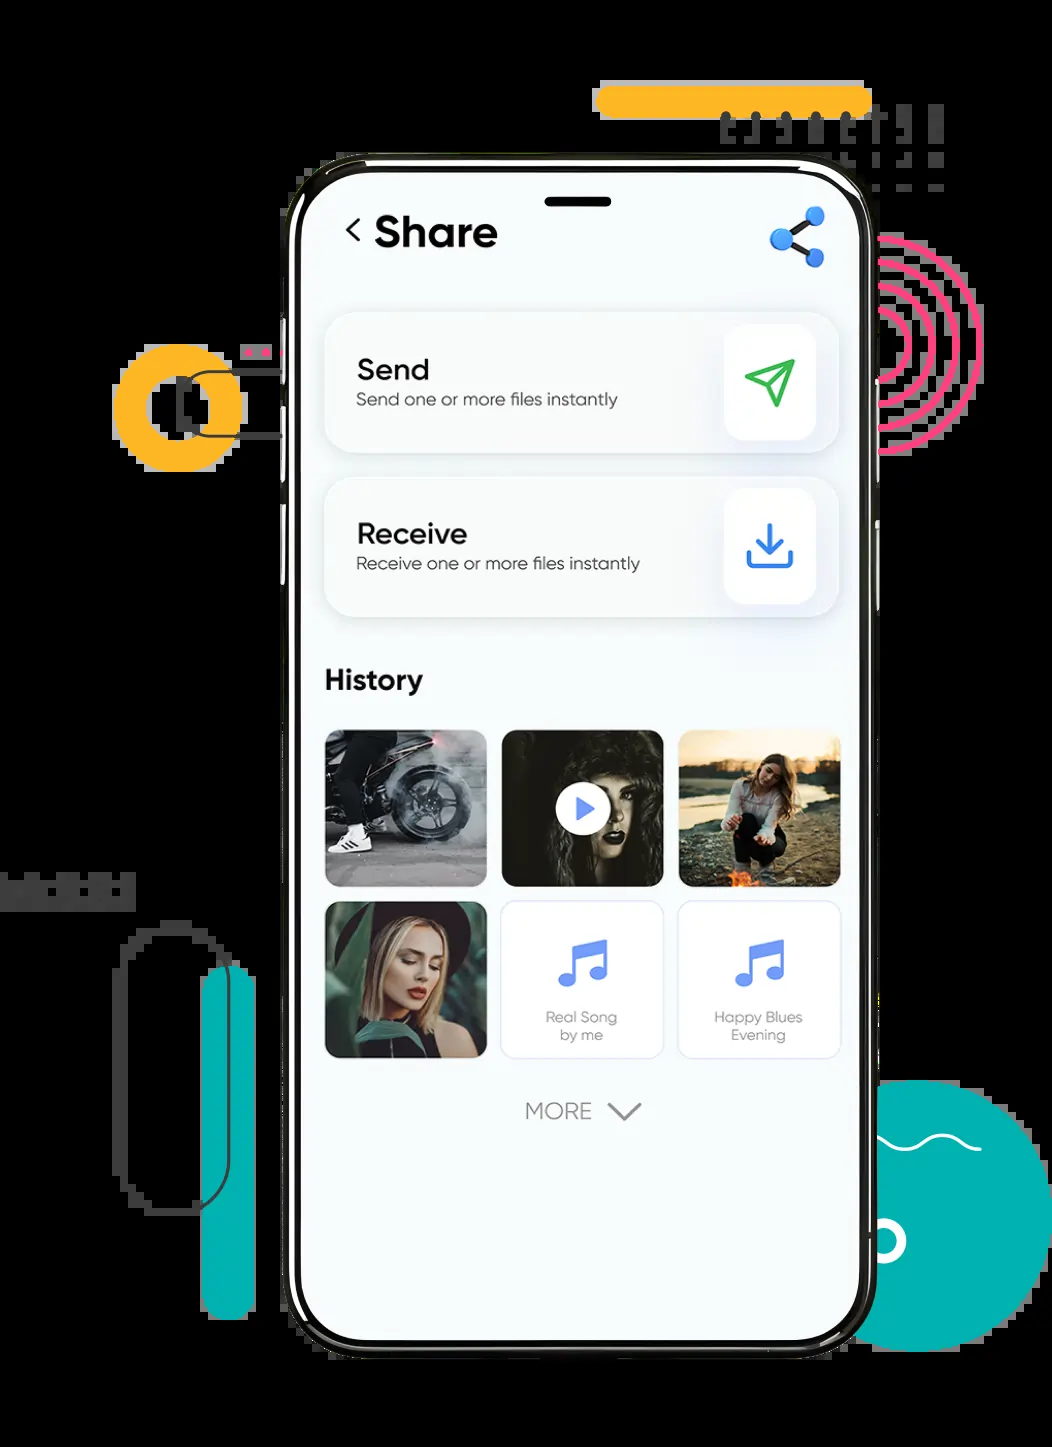 Share
Send
Send one or more files instantly
Receive
Receive one or more files instantly
History
Real Song
by me
Happy Blues
Evening
MORE